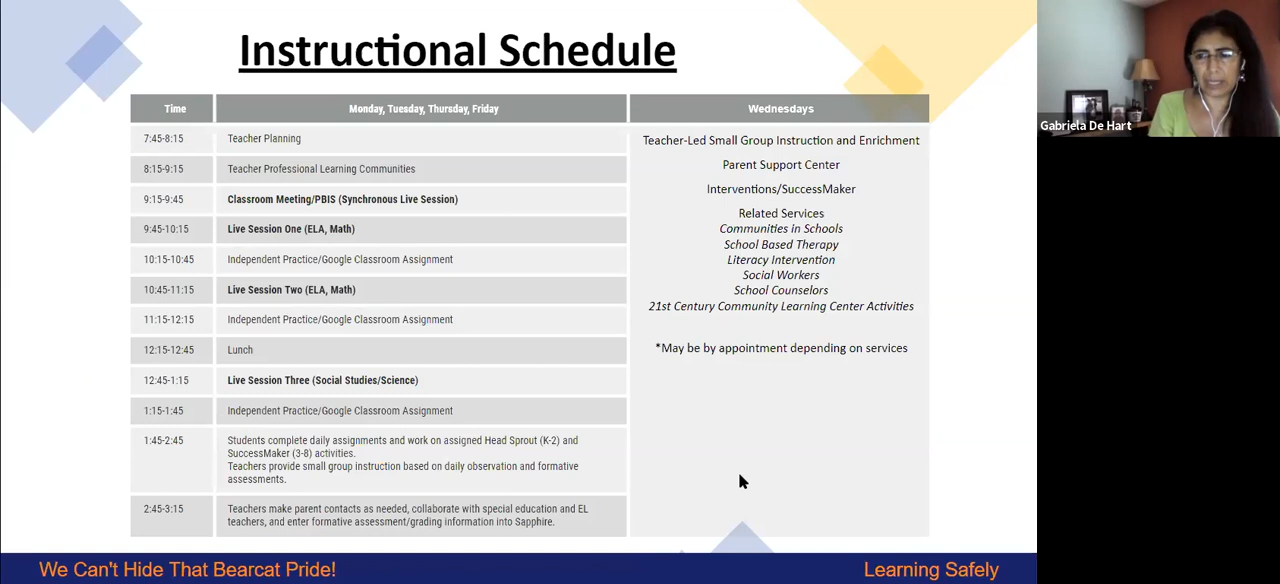 Instructional Schedule
Time
Monday, Tuesday, Thursday, Friday
Wednesdays
7:45-8:15
Teacher Planning
8:15-9:15
Teacher Professional Learning Communities
9:15-9:45
Classroom Meeting/PBIS (Synchronous Live Session)
9:45-10:15
Live Session One (ELA, Math)
10:15-10:45
Independent Practice/Google Classroom Assignment
10:45-11:15
Live Session Two (ELA, Math)
11:15-12:15
Independent Practice/Google Classroom Assignment
12:15-12:45
Lunch
12:45-1:15
Live Session Three (Social Studies/Science)
1:15-1:45
Independent Practice/Google Classroom Assignment
1:45-2:45
Students complete daily assignments and work on assigned Head Sprout (K-2) and
SuccessMaker (3-8) activities.
Teachers provide small group instruction based on daily observation and formative
assessments.
2:45-3:15
Teachers make parent contacts as needed, collaborate with special education and EL
teachers, and enter formative assessment/grading information into Sapphire.
Teacher-Led Small Group Instruction and Enrichment
Parent Support Center
Interventions/SuccessMaker
Related Services
Communities in Schools
School Based Therapy
Literacy Intervention
Social Workers
School Counselors
21st Century Community Learning Center Activities
*May be by appointment depending on services
We Can't Hide That Bearcat Pride!
Learning Safely
Gabriela De Hart